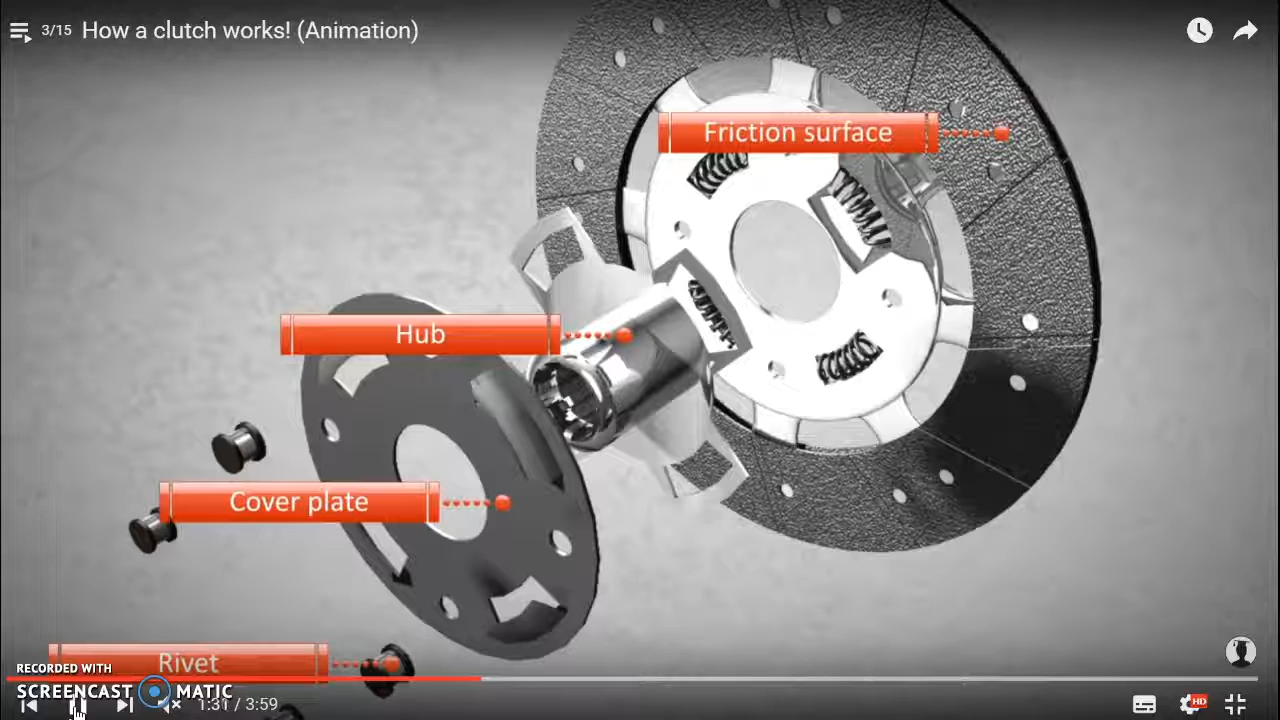 3/15 How a clutch works! (Animation)
Friction surface
Hub
Cover plate
Rivet
RECORDED WITH
SCREENCAST MATIC
1:31 / 3:59
HD